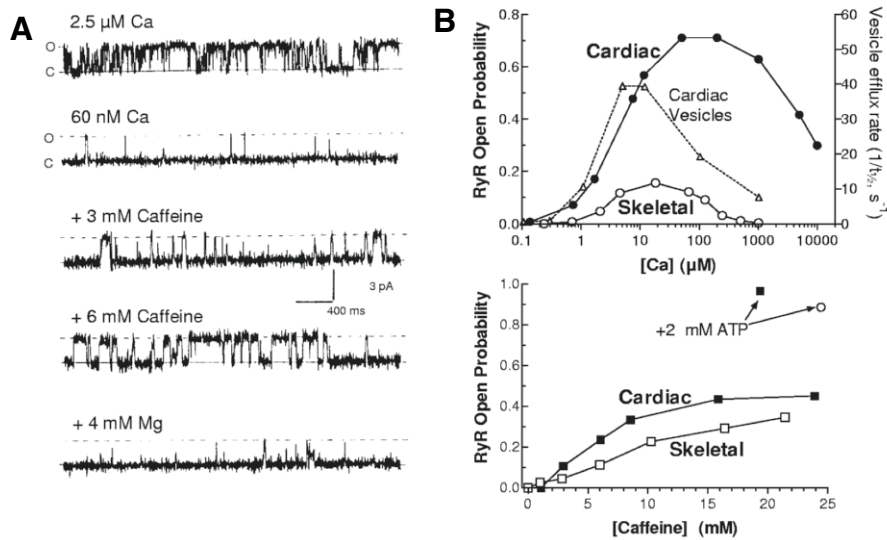 A
2.5 µM Ca
O
C
60 nM Ca
O
C
+ 3 mM Caffeine
3 pA
400 ms
+ 6 mM Caffeine
+ 4 mM Mg
B
RyR Open Probability
0.8
0.6
0.4
0.2
0.0
Cardiac
Cardiac
Vesicles
Skeletal
60
50
40
30
20
10
0
Vesicle efflux rate (1/t½, s⁻¹)
0.1 1 10 100 1000 10000
[Ca] (µM)
RyR Open Probability
1.0
0.8
0.6
0.4
0.2
0.0
+2 mM ATP
Cardiac
Skeletal
0 5 10 15 20 25
[Caffeine] (mM)